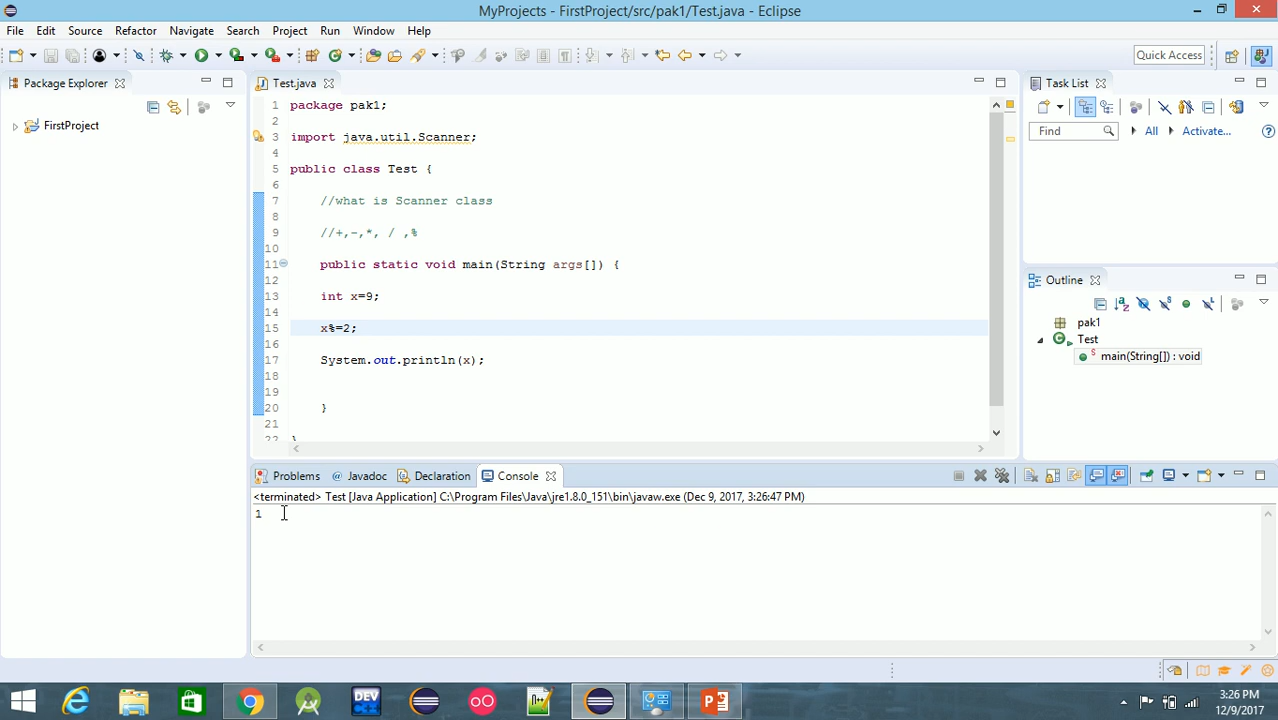 MyProjects - FirstProject/src/pak1/Test.java - Eclipse
File Edit Source Refactor Navigate Search Project Run Window Help
Quick Access
Package Explorer
FirstProject
Test.java
1 package pak1;
2
3 import java.util.Scanner;
4
5 public class Test {
6
7 //what is Scanner class
8
9 //+,-,*, / ,%
10
11 public static void main(String args[]) {
12
13 int x=9;
14
15 x%=2;
16
17 System.out.println(x);
18
19
20 }
21
22 }
Task List
Find All Activate...
Outline
pak1
Test
main(String[]) : void
Problems @ Javadoc Declaration Console
<terminated> Test [Java Application] C:\Program Files\Java\jre1.8.0_151\bin\javaw.exe (Dec 9, 2017, 3:26:47 PM)
1
DEV
3:26 PM
12/9/2017